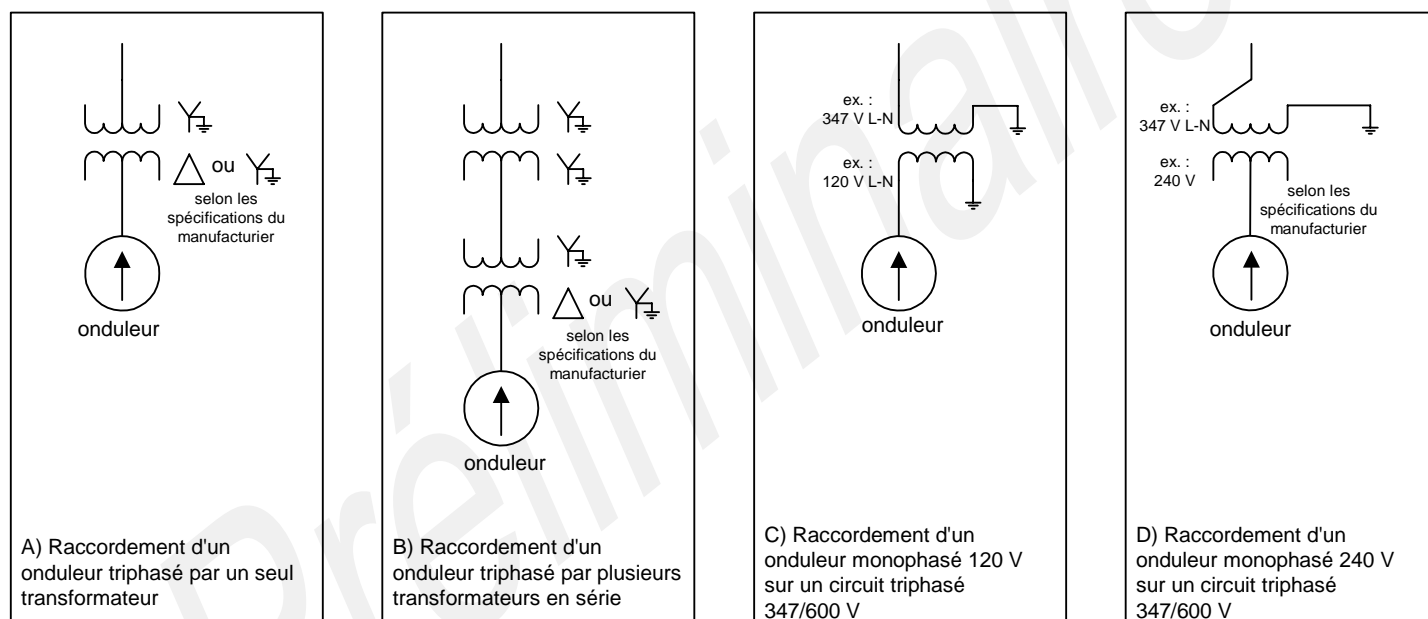 ou
selon les
spécifications du
manufacturier
onduleur
A) Raccordement d'un
onduleur triphasé par un seul
transformateur
ou
selon les
spécifications du
manufacturier
onduleur
B) Raccordement d'un
onduleur triphasé par plusieurs
transformateurs en série
ex. :
347 V L-N
ex. :
120 V L-N
onduleur
C) Raccordement d'un
onduleur monophasé 120 V
sur un circuit triphasé
347/600 V
ex. :
347 V L-N
ex. :
240 V
selon les
spécifications du
manufacturier
onduleur
D) Raccordement d'un
onduleur monophasé 240 V
sur un circuit triphasé
347/600 V
Préliminaire